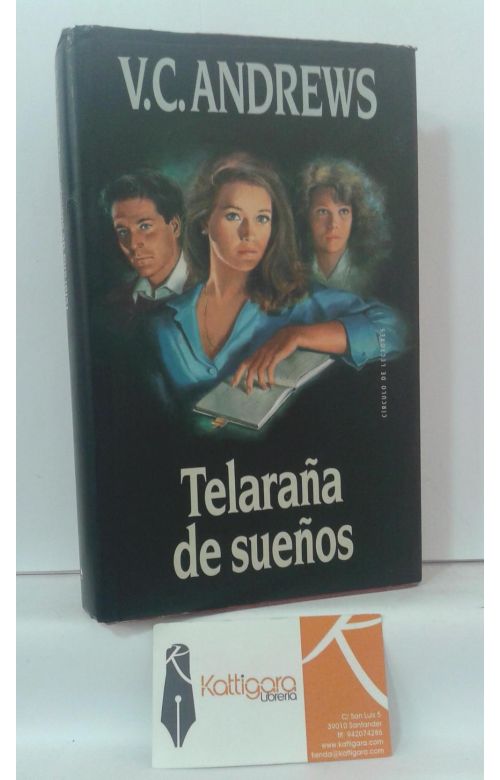 V.C. ANDREWS
CÍRCULO DE LECTORES
Telaraña
de sueños
Kattigara
Librería
C/ San Luis 5
39010 Santander
tlf: 942074286
www.kattigara.com
tienda@kattigara.com